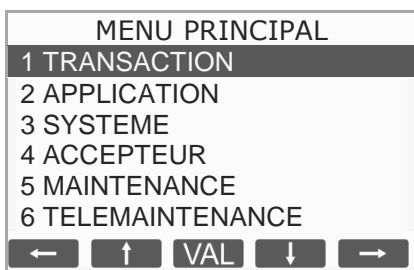 MENU PRINCIPAL
1 TRANSACTION
2 APPLICATION
3 SYSTEME
4 ACCEPTEUR
5 MAINTENANCE
6 TELEMAINTENANCE
← ↑ VAL ↓ →